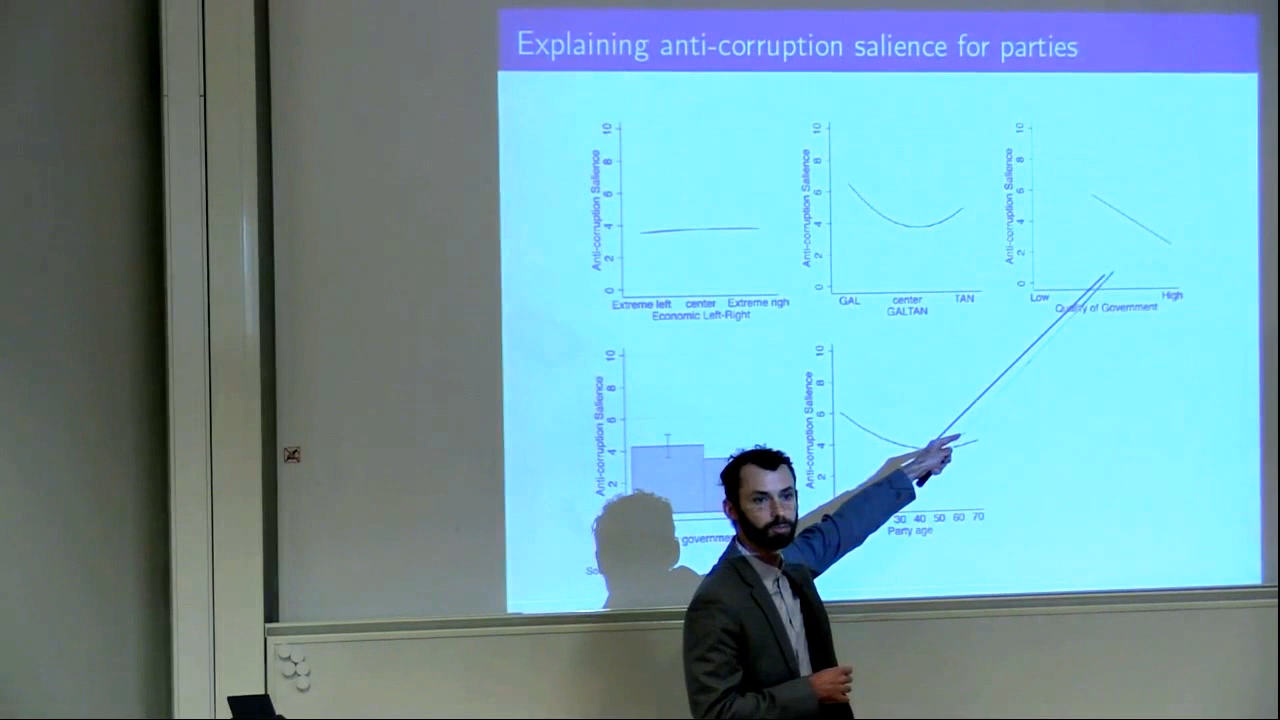 Explaining anti-corruption salience for parties
Anti-corruption Salience
0 2 4 6 8 10
Extreme left center Extreme righ
Economic Left-Right
Anti-corruption Salience
0 2 4 6 8 10
GAL center TAN
GALTAN
Anti-corruption Salience
0 2 4 6 8 10
Low High
Quality of Government
Anti-corruption Salience
2 4 6 8 10
governme
Anti-corruption Salience
2 4 6 8 10
30 40 50 60 70
Party age